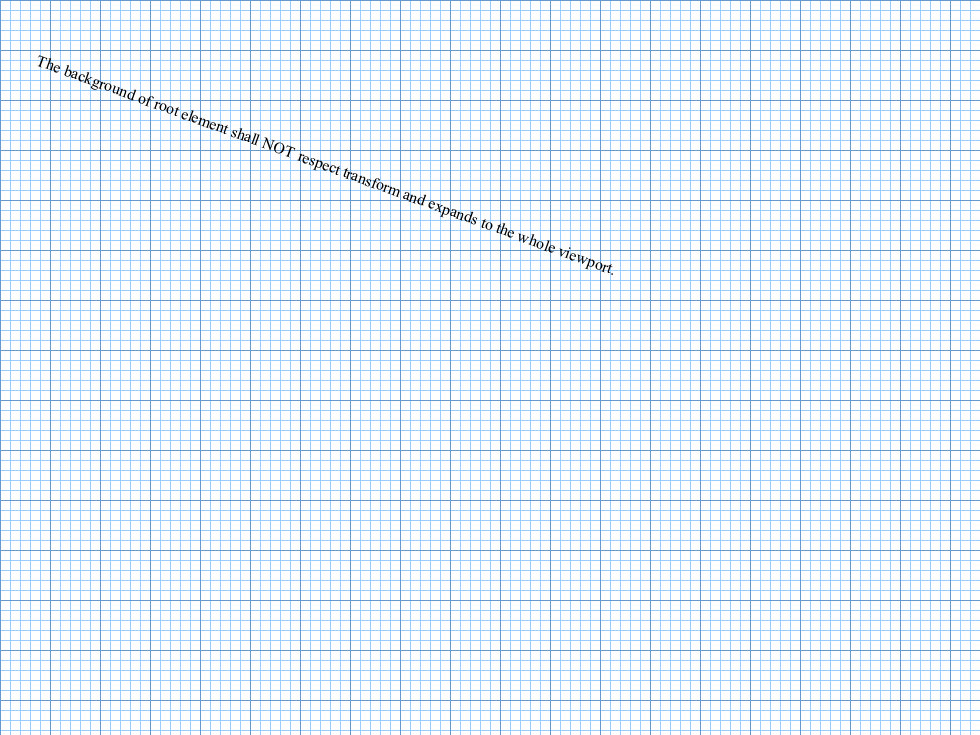 The background of root element shall NOT respect transform and expands to the whole viewport.